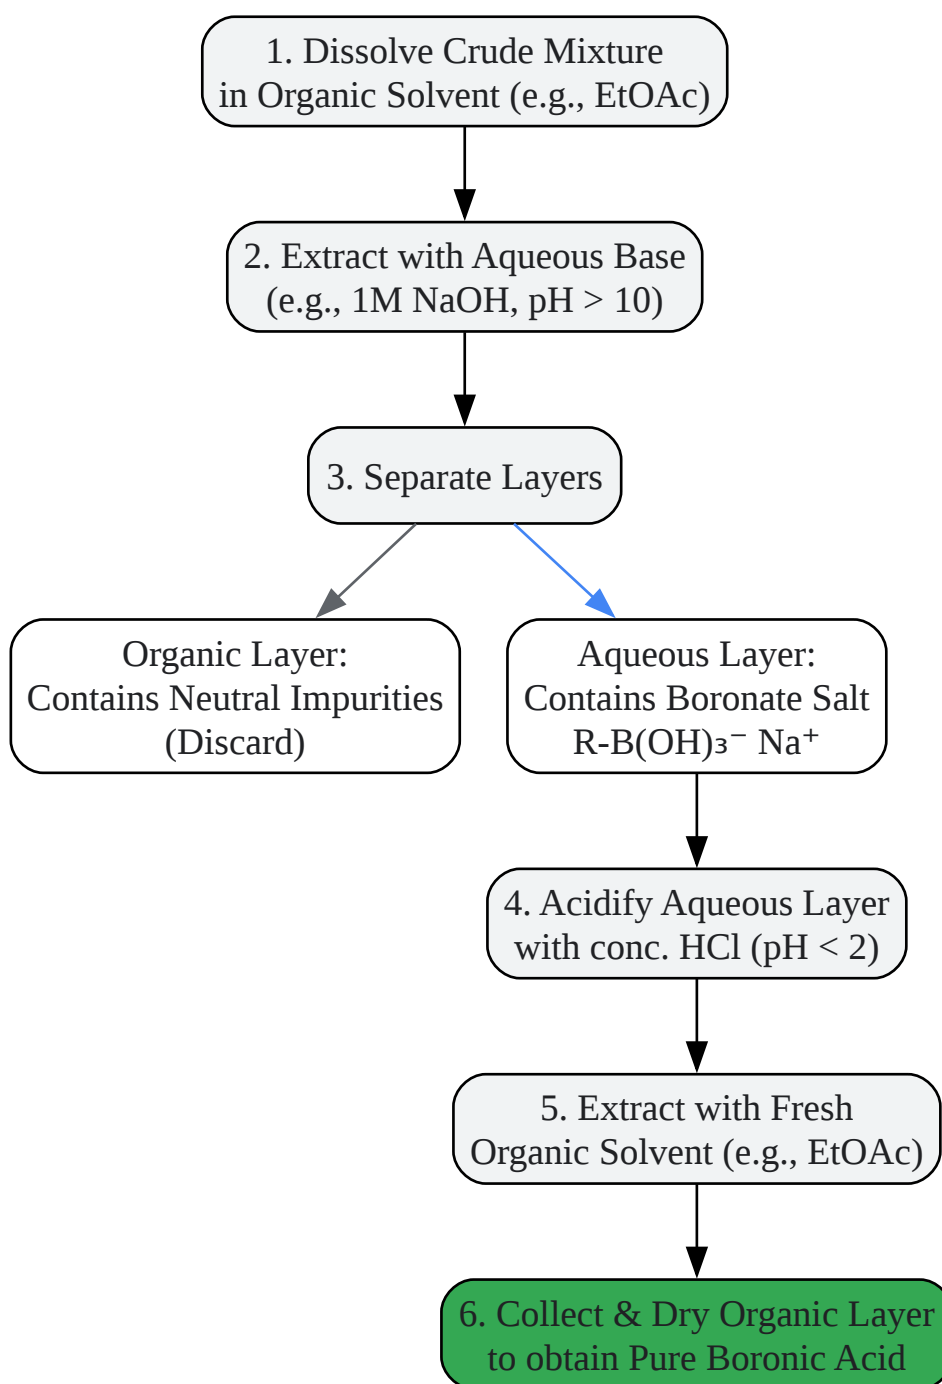 1. Dissolve Crude Mixture
in Organic Solvent (e.g., EtOAc)
2. Extract with Aqueous Base
(e.g., 1M NaOH, pH > 10)
3. Separate Layers
Organic Layer:
Contains Neutral Impurities
(Discard)
Aqueous Layer:
Contains Boronate Salt
R-B(OH)₃⁻ Na⁺
4. Acidify Aqueous Layer
with conc. HCl (pH < 2)
5. Extract with Fresh
Organic Solvent (e.g., EtOAc)
6. Collect & Dry Organic Layer
to obtain Pure Boronic Acid